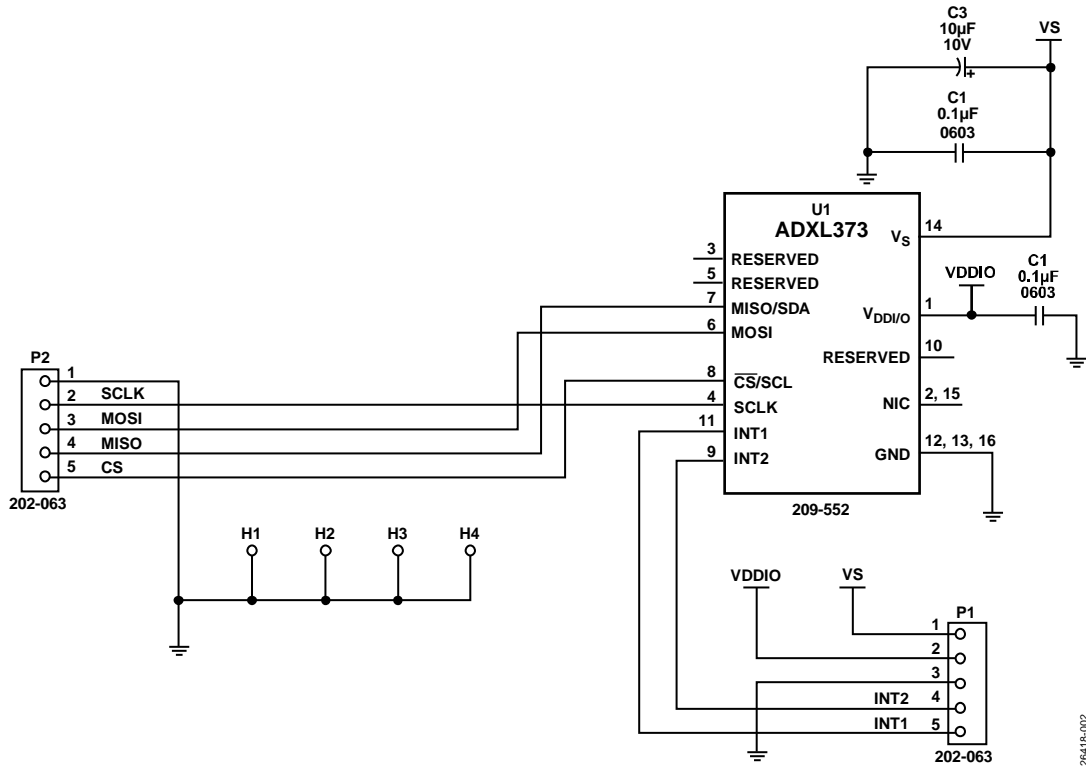 C3
10µF
10V
VS
C1
0.1µF
0603
U1
ADXL373
VS 14
3 RESERVED
5 RESERVED
7 MISO/SDA
6 MOSI
8 CS/SCL
4 SCLK
11 INT1
9 INT2
VDDIO
C1
0.1µF
0603
VDDI/O 1
RESERVED 10
NIC 2, 15
GND 12, 13, 16
209-552
P2
1
2 SCLK
3 MOSI
4 MISO
5 CS
202-063
H1 H2 H3 H4
VDDIO VS
P1
1
2
3
INT2 4
INT1 5
202-063
26418-002